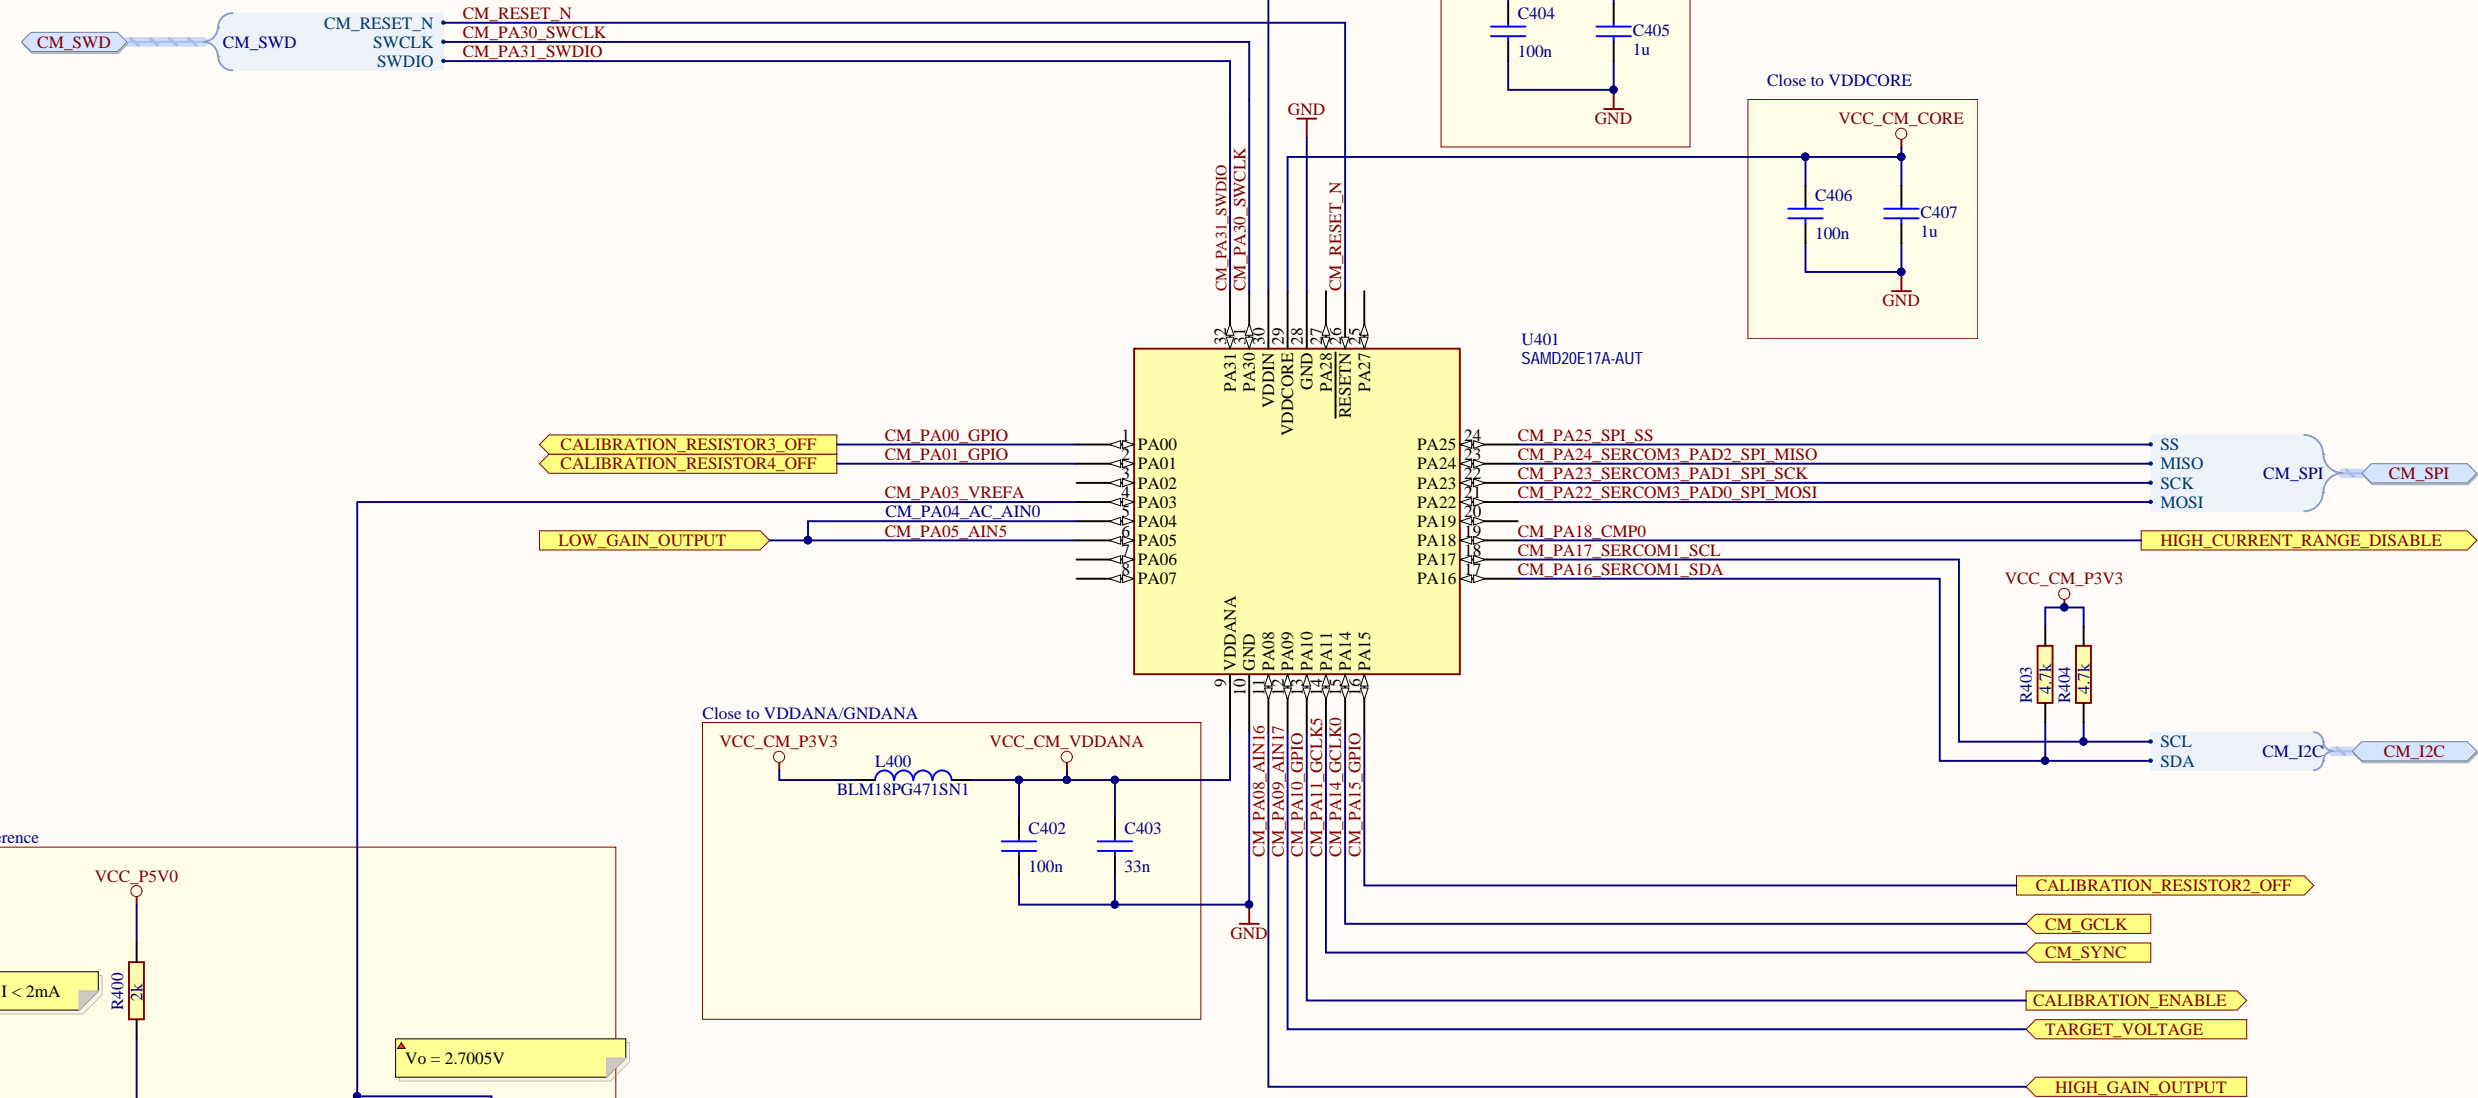 CM_SWD
CM_SWD
CM_RESET_N
SWCLK
SWDIO
CM_RESET_N
CM_PA30_SWCLK
CM_PA31_SWDIO
C404
100n
C405
1u
GND
Close to VDDCORE
VCC_CM_CORE
C406
100n
C407
1u
GND
GND
CM_PA31_SWDIO
CM_PA30_SWCLK
CM_RESET_N
32
31
30
29
28
27
26
25
PA31
PA30
VDDIN
VDDCORE
GND
PA28
RESETN
PA27
U401
SAMD20E17A-AUT
CALIBRATION_RESISTOR3_OFF
CALIBRATION_RESISTOR4_OFF
LOW_GAIN_OUTPUT
CM_PA00_GPIO
CM_PA01_GPIO
CM_PA03_VREFA
CM_PA04_AC_AIN0
CM_PA05_AIN5
1 PA00
2 PA01
3 PA02
4 PA03
5 PA04
6 PA05
7 PA06
8 PA07
PA25 24
PA24 23
PA23 22
PA22 21
PA19 20
PA18 19
PA17 18
PA16 17
CM_PA25_SPI_SS
CM_PA24_SERCOM3_PAD2_SPI_MISO
CM_PA23_SERCOM3_PAD1_SPI_SCK
CM_PA22_SERCOM3_PAD0_SPI_MOSI
CM_PA18_CMP0
CM_PA17_SERCOM1_SCL
CM_PA16_SERCOM1_SDA
SS
MISO
SCK
MOSI
CM_SPI
CM_SPI
HIGH_CURRENT_RANGE_DISABLE
VCC_CM_P3V3
R403
4.7k
R404
4.7k
SCL
SDA
CM_I2C
CM_I2C
VDDANA
GND
PA08
PA09
PA10
PA11
PA14
PA15
9
10
11
12
13
14
15
16
CM_PA08_AIN16
CM_PA09_AIN17
CM_PA10_GPIO
CM_PA11_GCLK5
CM_PA14_GCLK0
CM_PA15_GPIO
Close to VDDANA/GNDANA
VCC_CM_P3V3
L400
BLM18PG471SN1
VCC_CM_VDDANA
C402
100n
C403
33n
GND
CALIBRATION_RESISTOR2_OFF
CM_GCLK
CM_SYNC
CALIBRATION_ENABLE
TARGET_VOLTAGE
HIGH_GAIN_OUTPUT
erence
VCC_P5V0
R400
2k
I < 2mA
Vo = 2.7005V